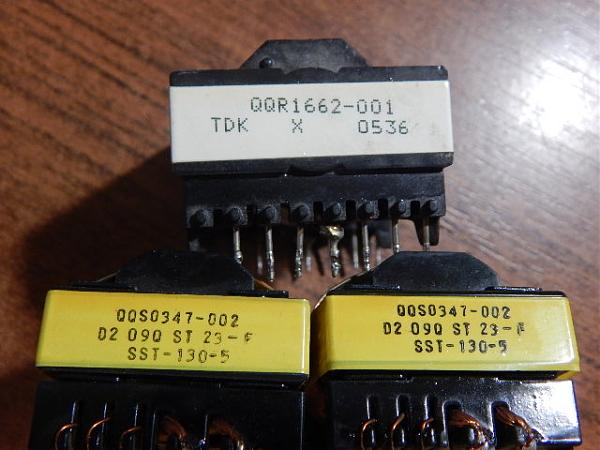 QQR1662-001
TDK X 0536
QQS0347-002
D2 09Q ST 23-F
SST-130-5
QQS0347-002
D2 09Q ST 23-F
SST-130-5